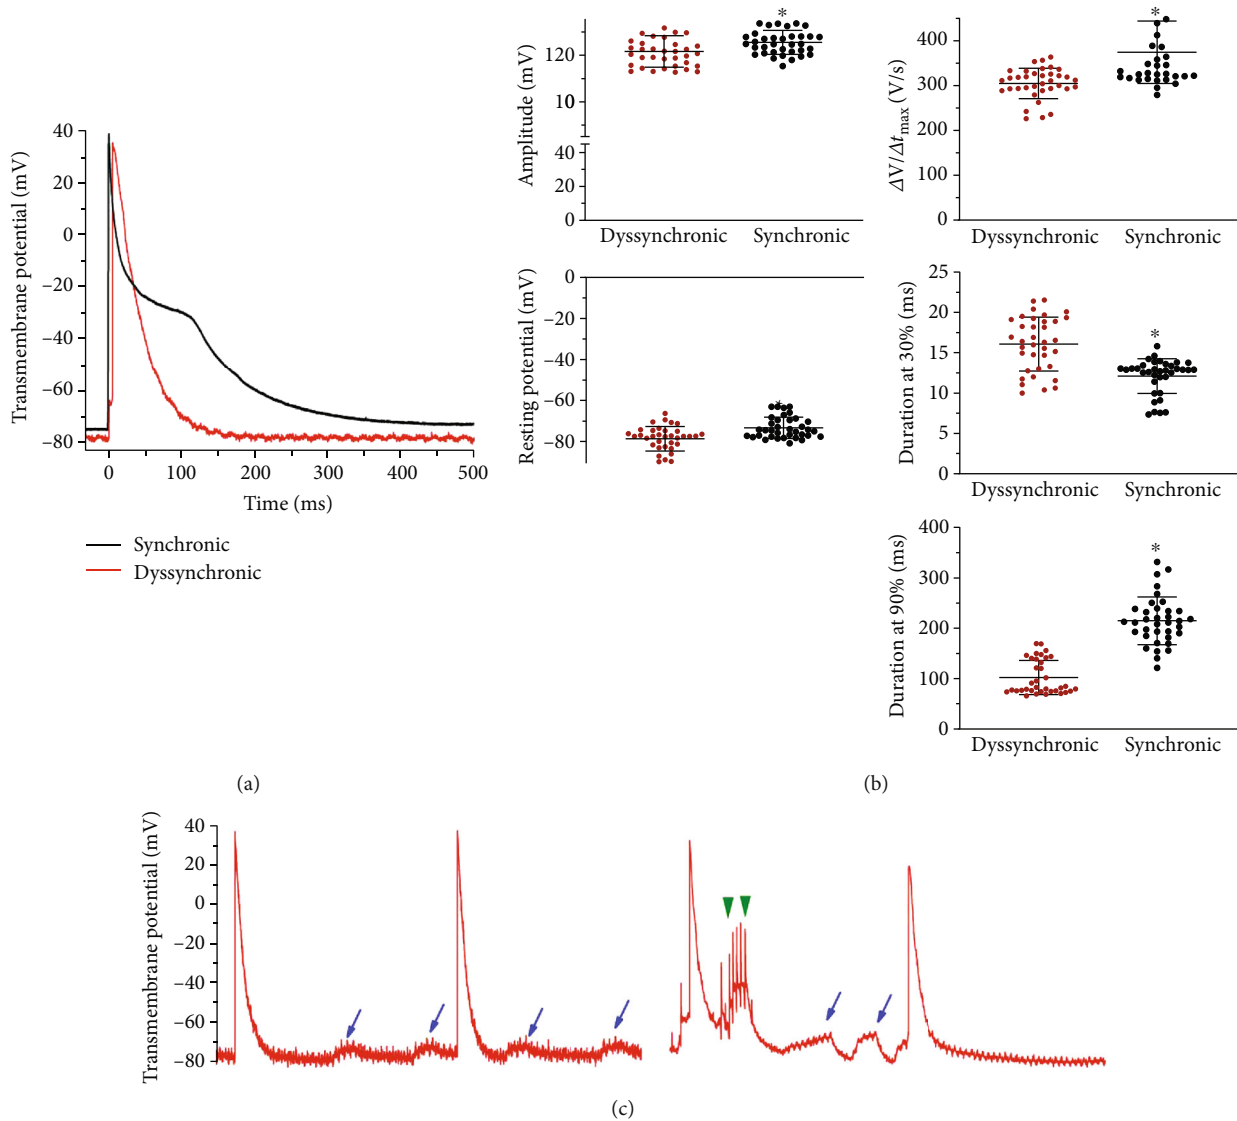 Transmembrane potential (mV)
40
20
0
−20
−40
−60
−80
0
100
200
300
400
500
Time (ms)
Synchronic
Dyssynchronic
(a)
Amplitude (mV)
120
10
40
20
0
*
Dyssynchronic
Synchronic
ΔV/Δtmax (V/s)
400
300
200
100
0
*
Dyssynchronic
Synchronic
Resting potential (mV)
0
−20
−40
−60
−80
*
Duration at 30% (ms)
25
20
15
10
5
0
*
Dyssynchronic
Synchronic
Duration at 90% (ms)
400
300
200
100
0
*
Dyssynchronic
Synchronic
(b)
Transmembrane potential (mV)
40
20
0
−20
−40
−60
−80
(c)